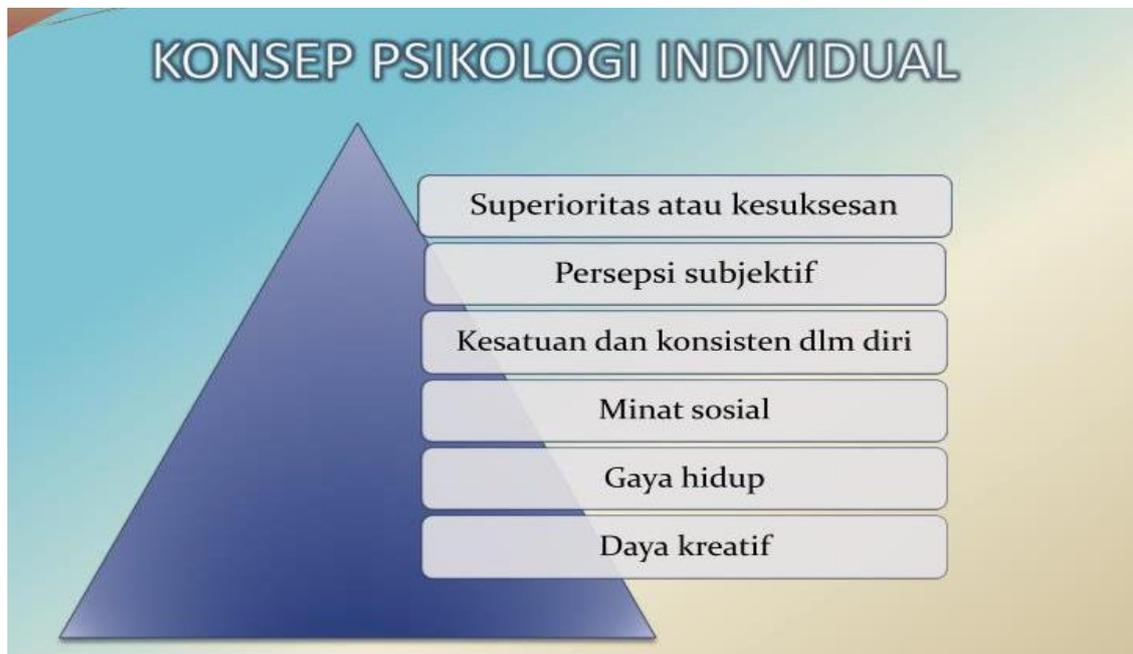 KONSEP PSIKOLOGI INDIVIDUAL
Superioritas atau kesuksesan
Persepsi subjektif
Kesatuan dan konsisten dlm diri
Minat sosial
Gaya hidup
Daya kreatif